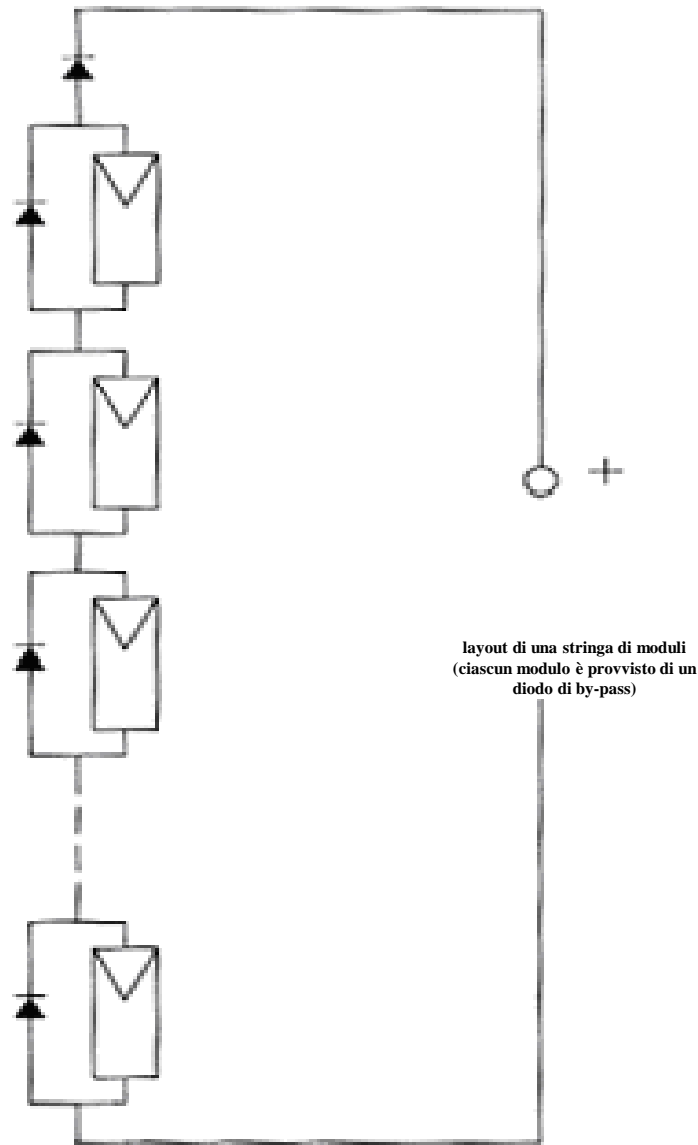 +
layout di una stringa di moduli
(ciascun modulo è provvisto di un
diodo di by-pass)